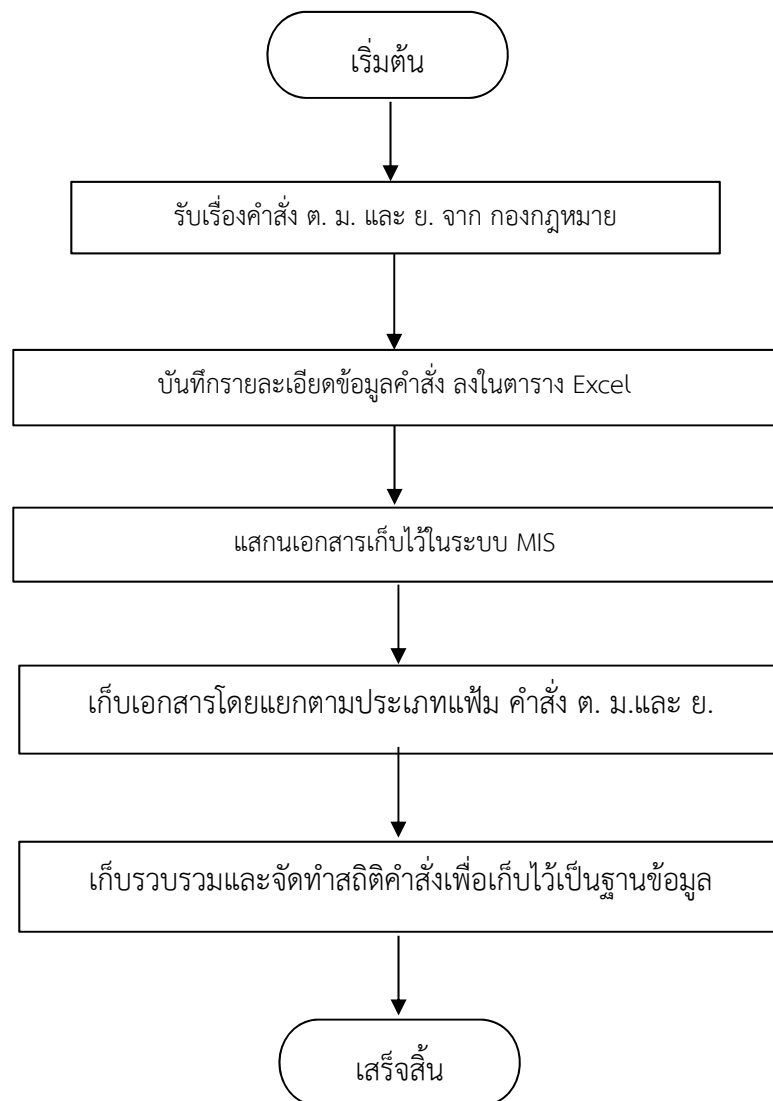 เริ่มต้น
รับเรื่องคำสั่ง ต. ม. และ ย. จาก กองกฎหมาย
บันทึกรายละเอียดข้อมูลคำสั่ง ลงในตาราง Excel
แสกนเอกสารเก็บไว้ในระบบ MIS
เก็บเอกสารโดยแยกตามประเภทแฟ้ม คำสั่ง ต. ม.และ ย.
เก็บรวบรวมและจัดทำสถิติคำสั่งเพื่อเก็บไว้เป็นฐานข้อมูล
เสร็จสิ้น